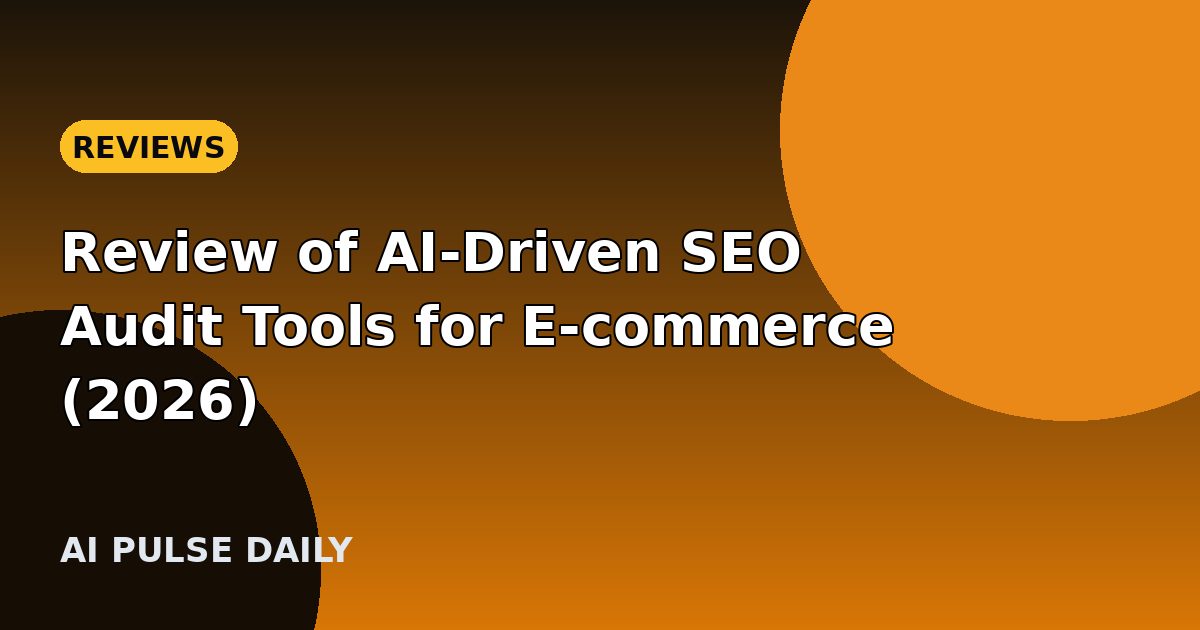 REVIEWS
Review of AI-Driven SEO
Audit Tools for E-commerce
(2026)
AI PULSE DAILY